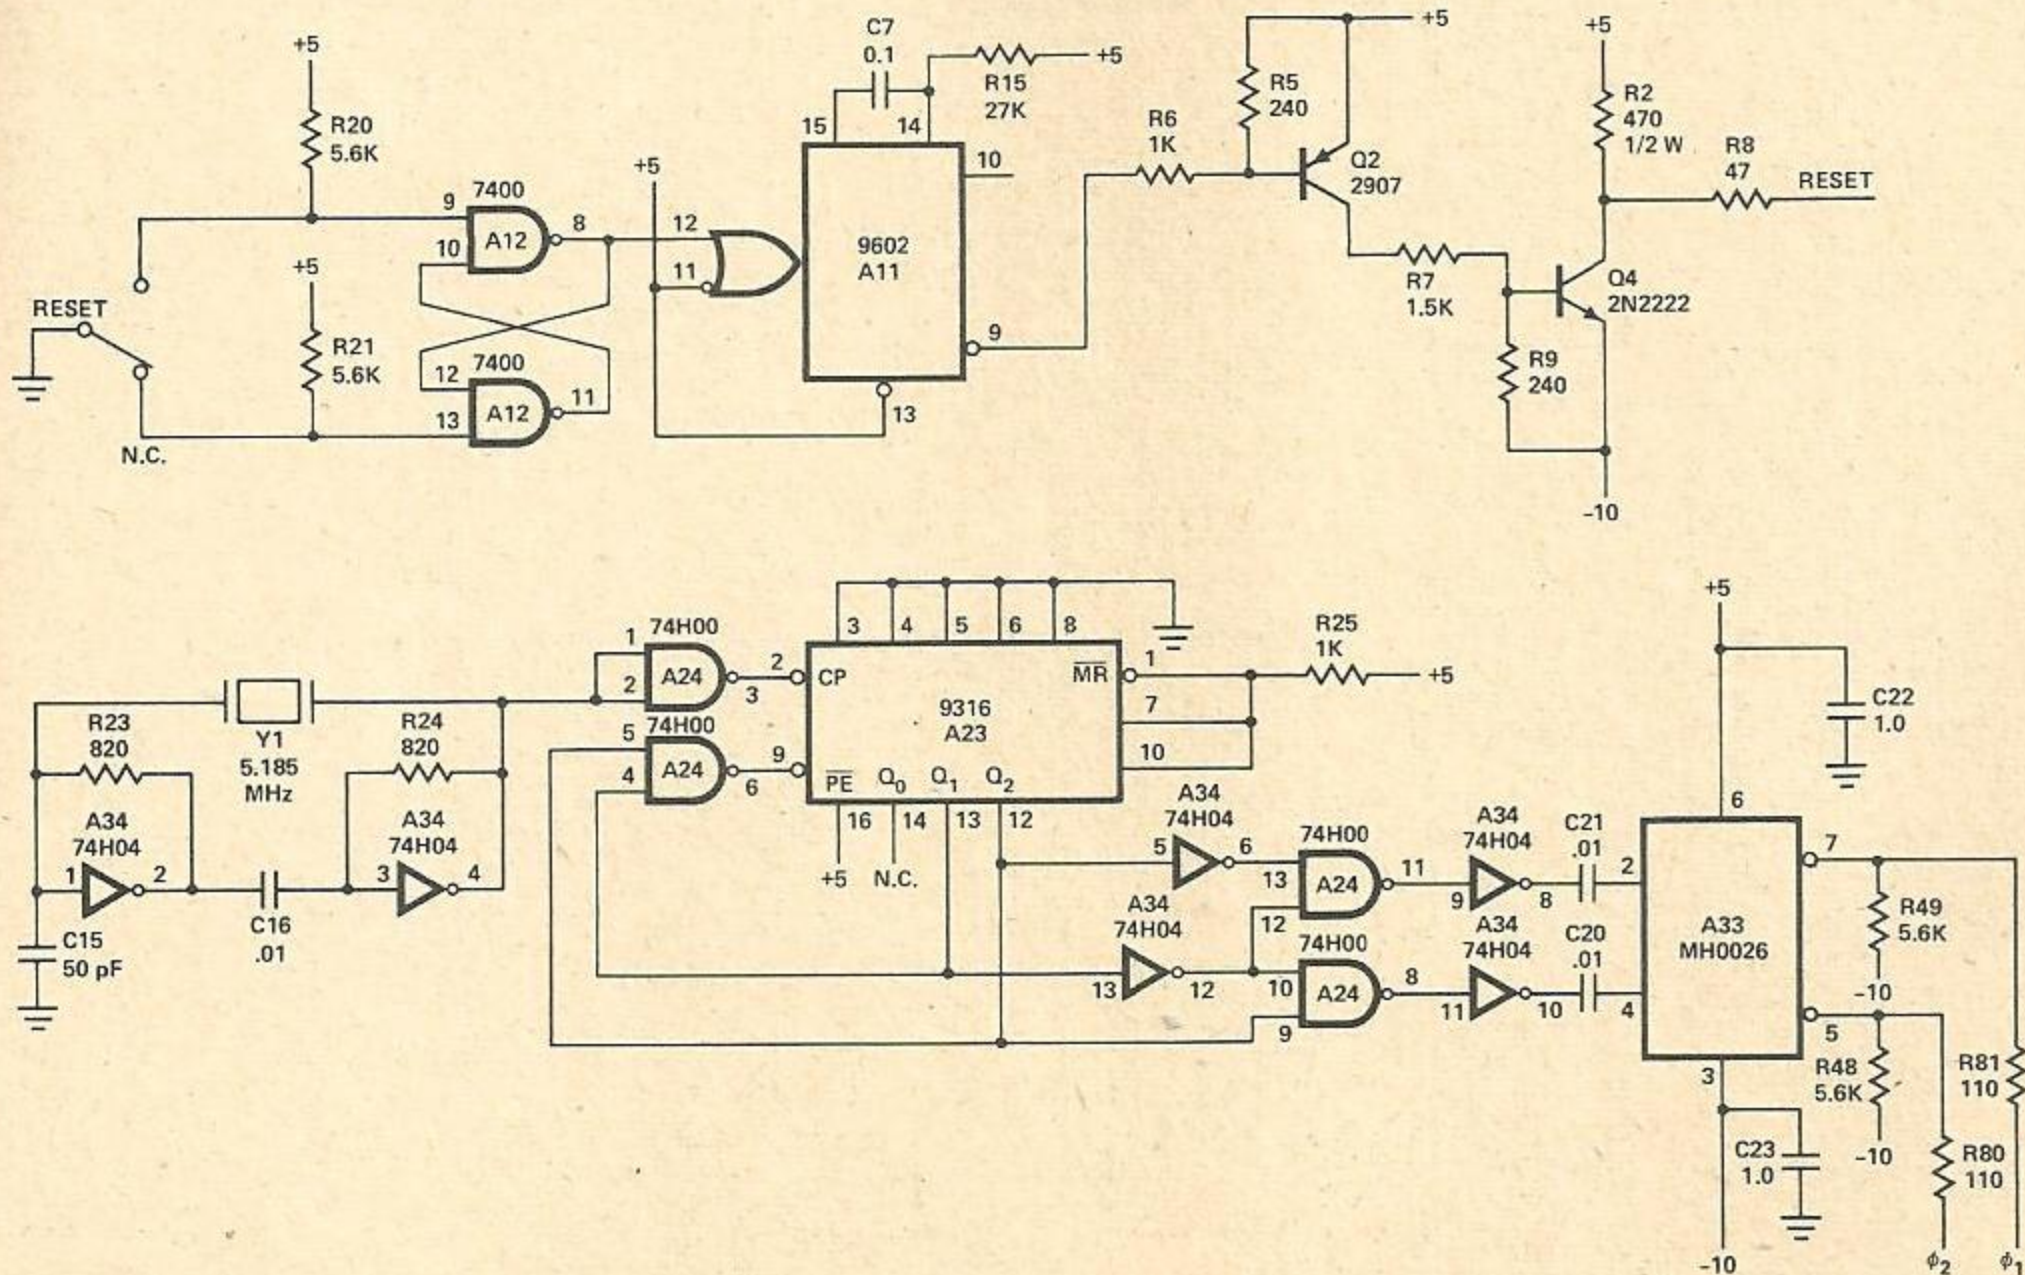 +5
R20
5.6K
7400
9
10
A12
8
+5
R21
5.6K
RESET
N.C.
7400
12
13
A12
11
+5
12
11
C7
0.1
R15
27K
+5
15
14
9602
A11
10
9
13
R6
1K
R5
240
+5
Q2
2907
R7
1.5K
+5
R2
470
1/2 W
R8
47
RESET
Q4
2N2222
R9
240
-10
R23
820
Y1
5.185
MHz
R24
820
A34
74H04
1
2
C15
50 pF
C16
.01
A34
74H04
3
4
74H00
1
2
A24
3
74H00
5
4
A24
6
3
4
5
6
8
2
CP
9
PE
Q0
Q1
Q2
9316
A23
MR
1
7
10
16
14
13
12
+5
N.C.
R25
1K
+5
A34
74H04
5
6
A34
74H04
13
12
74H00
13
12
A24
11
74H00
10
9
A24
8
A34
74H04
9
8
A34
74H04
11
10
C21
.01
C20
.01
+5
C22
1.0
6
2
4
A33
MH0026
7
5
3
R49
5.6K
-10
R48
5.6K
-10
C23
1.0
-10
R81
110
R80
110
ϕ2
ϕ1